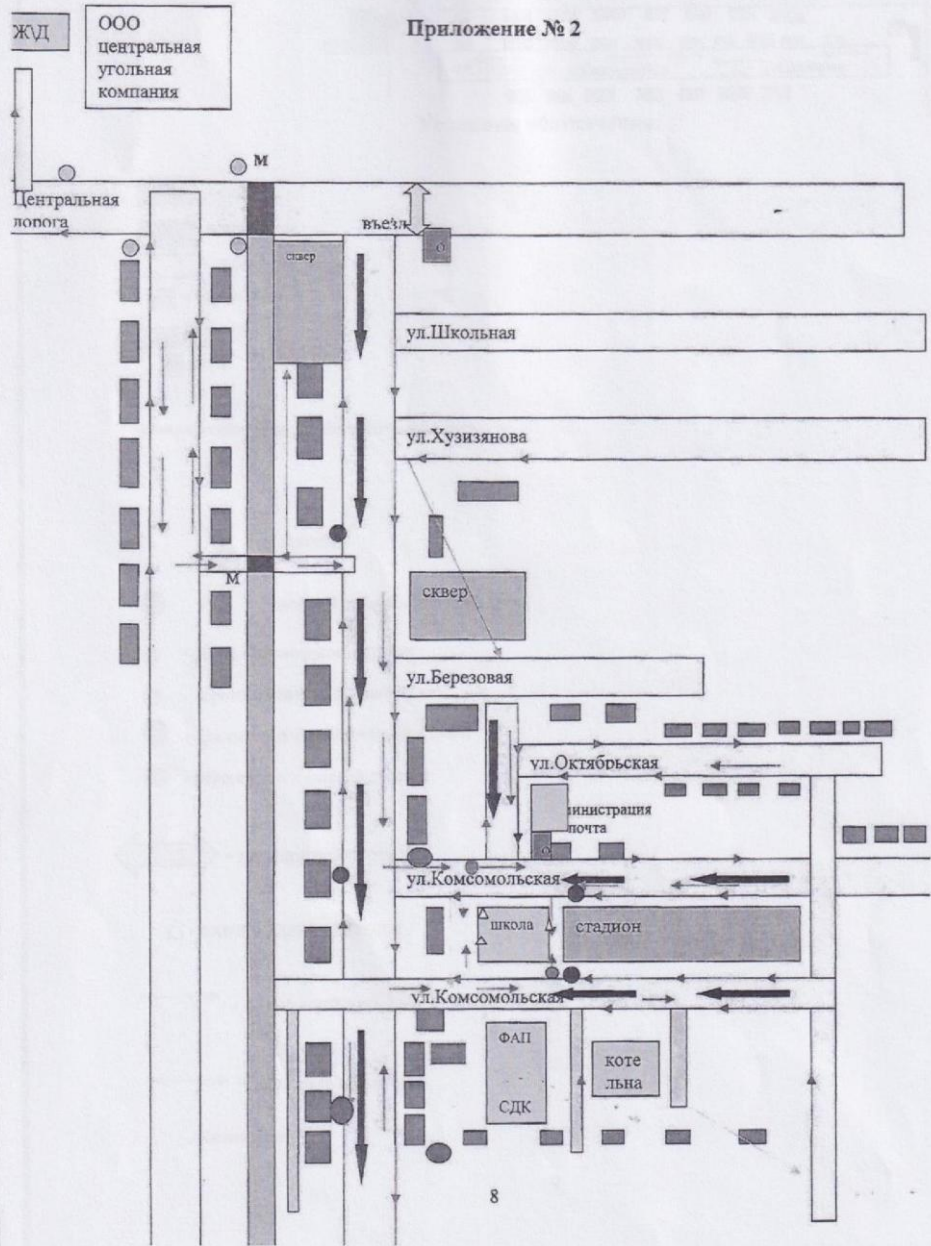 Приложение № 2
Ж\Д
ООО
центральная
угольная
компания
М
Центральная
дорога
въезд
сквер
ул.Школьная
ул.Хузизянова
М
сквер
ул.Березовая
ул.Октябрьская
министрация
почта
ул.Комсомольская
школа
стадион
ул.Комсомольская
ФАП
СДК
коте
льна
8